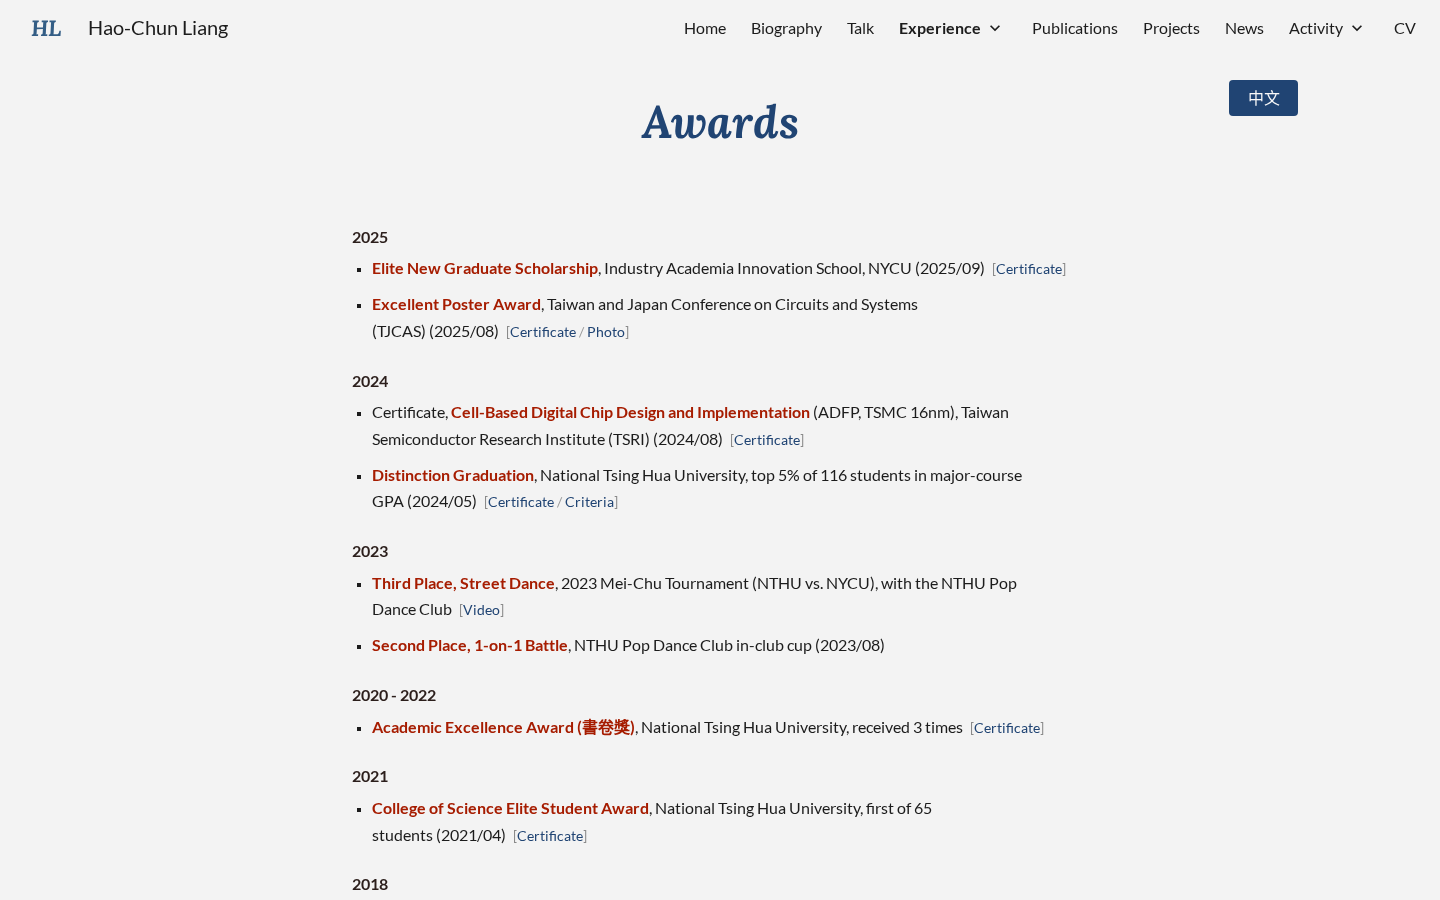 HL
Hao-Chun Liang
Home Biography Talk Experience Publications Projects News Activity CV
中文
Awards
2025
Elite New Graduate Scholarship, Industry Academia Innovation School, NYCU (2025/09) [Certificate]
Excellent Poster Award, Taiwan and Japan Conference on Circuits and Systems
(TJCAS) (2025/08) [Certificate / Photo]
2024
Certificate, Cell-Based Digital Chip Design and Implementation (ADFP, TSMC 16nm), Taiwan
Semiconductor Research Institute (TSRI) (2024/08) [Certificate]
Distinction Graduation, National Tsing Hua University, top 5% of 116 students in major-course
GPA (2024/05) [Certificate / Criteria]
2023
Third Place, Street Dance, 2023 Mei-Chu Tournament (NTHU vs. NYCU), with the NTHU Pop
Dance Club [Video]
Second Place, 1-on-1 Battle, NTHU Pop Dance Club in-club cup (2023/08)
2020 - 2022
Academic Excellence Award (書卷獎), National Tsing Hua University, received 3 times [Certificate]
2021
College of Science Elite Student Award, National Tsing Hua University, first of 65
students (2021/04) [Certificate]
2018